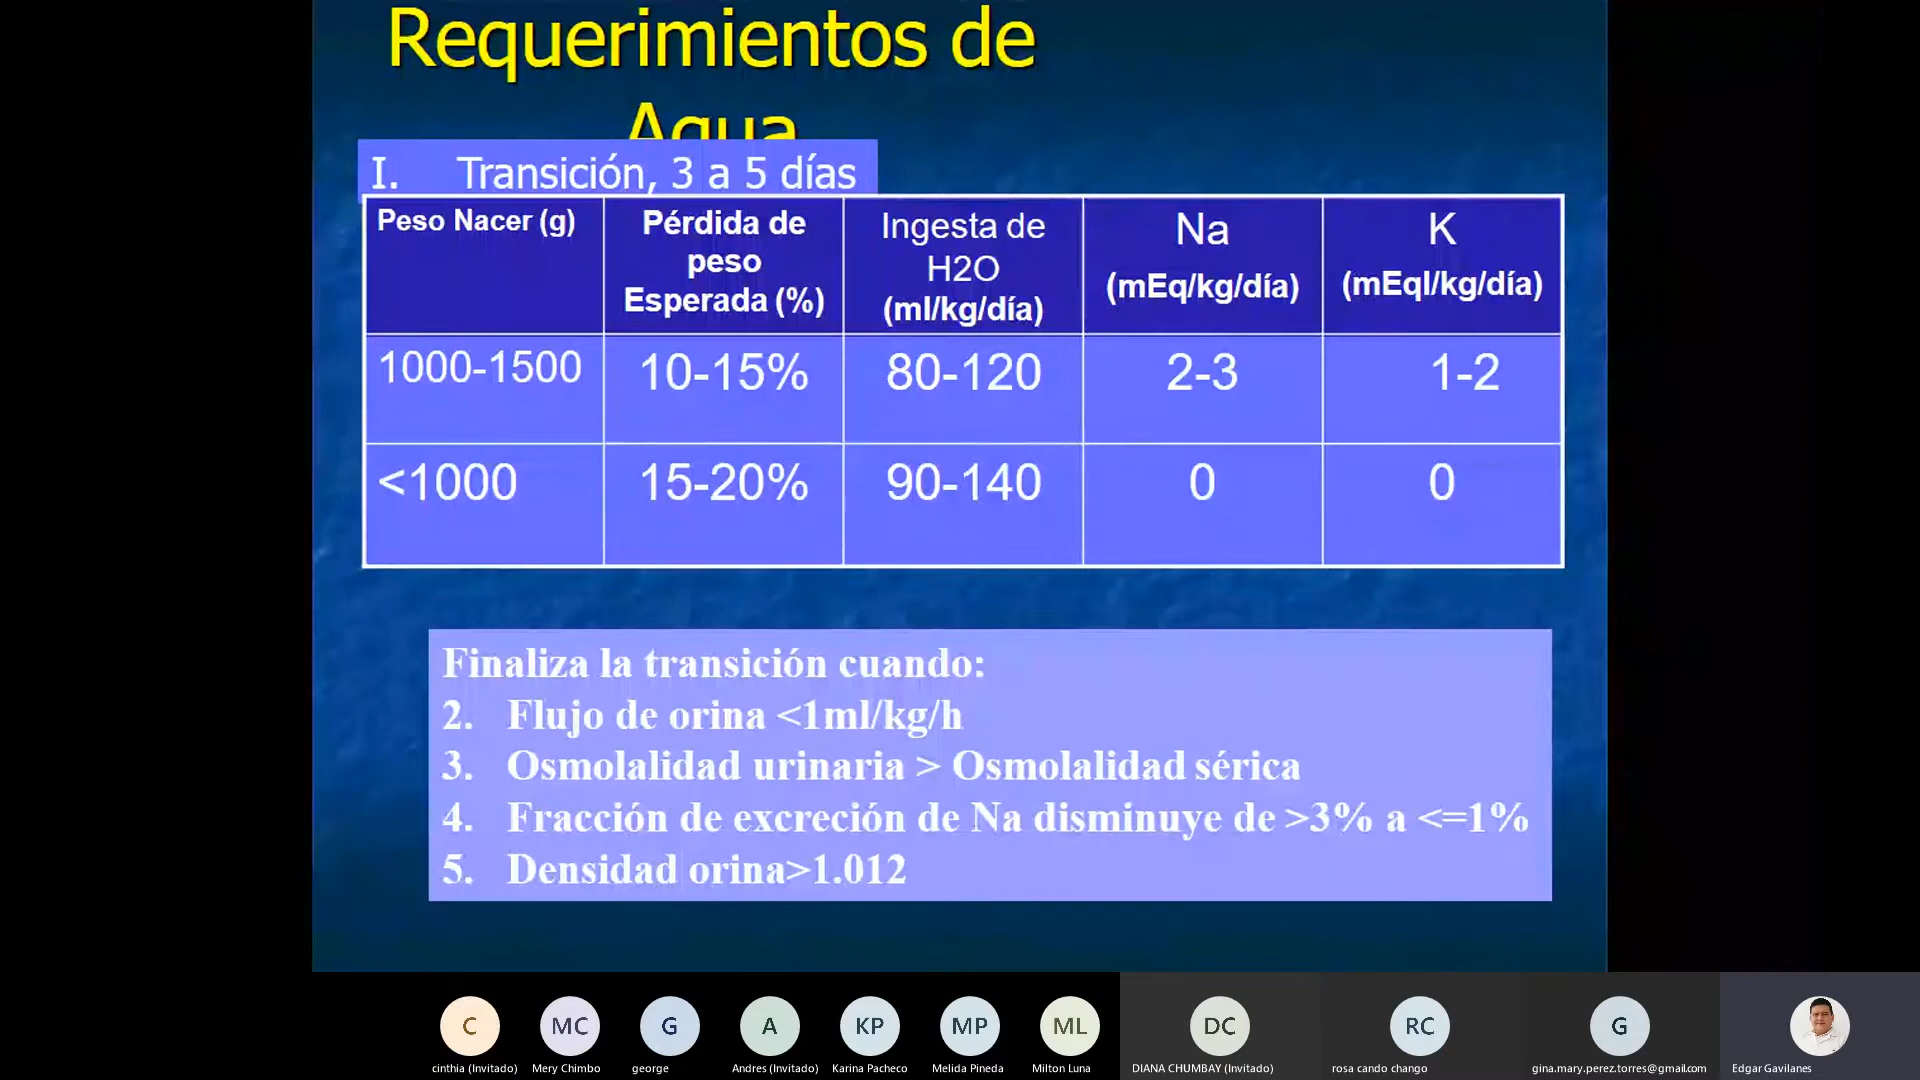 Requerimientos de
Agua
I. Transición, 3 a 5 días
Peso Nacer (g)
Pérdida de
peso
Esperada (%)
Ingesta de
H2O
(ml/kg/día)
Na
(mEq/kg/día)
K
(mEql/kg/día)
1000-1500 10-15% 80-120 2-3 1-2
<1000 15-20% 90-140 0 0
Finaliza la transición cuando:
2. Flujo de orina <1ml/kg/h
3. Osmolalidad urinaria > Osmolalidad sérica
4. Fracción de excreción de Na disminuye de >3% a <=1%
5. Densidad orina>1.012
C MC G A KP MP ML DC RC G
cinthia (Invitado) Mery Chimbo george Andres (Invitado) Karina Pacheco Melida Pineda Milton Luna DIANA CHUMBAY (Invitado) rosa cando chango gina.mary.perez.torres@gmail.com Edgar Gavilanes